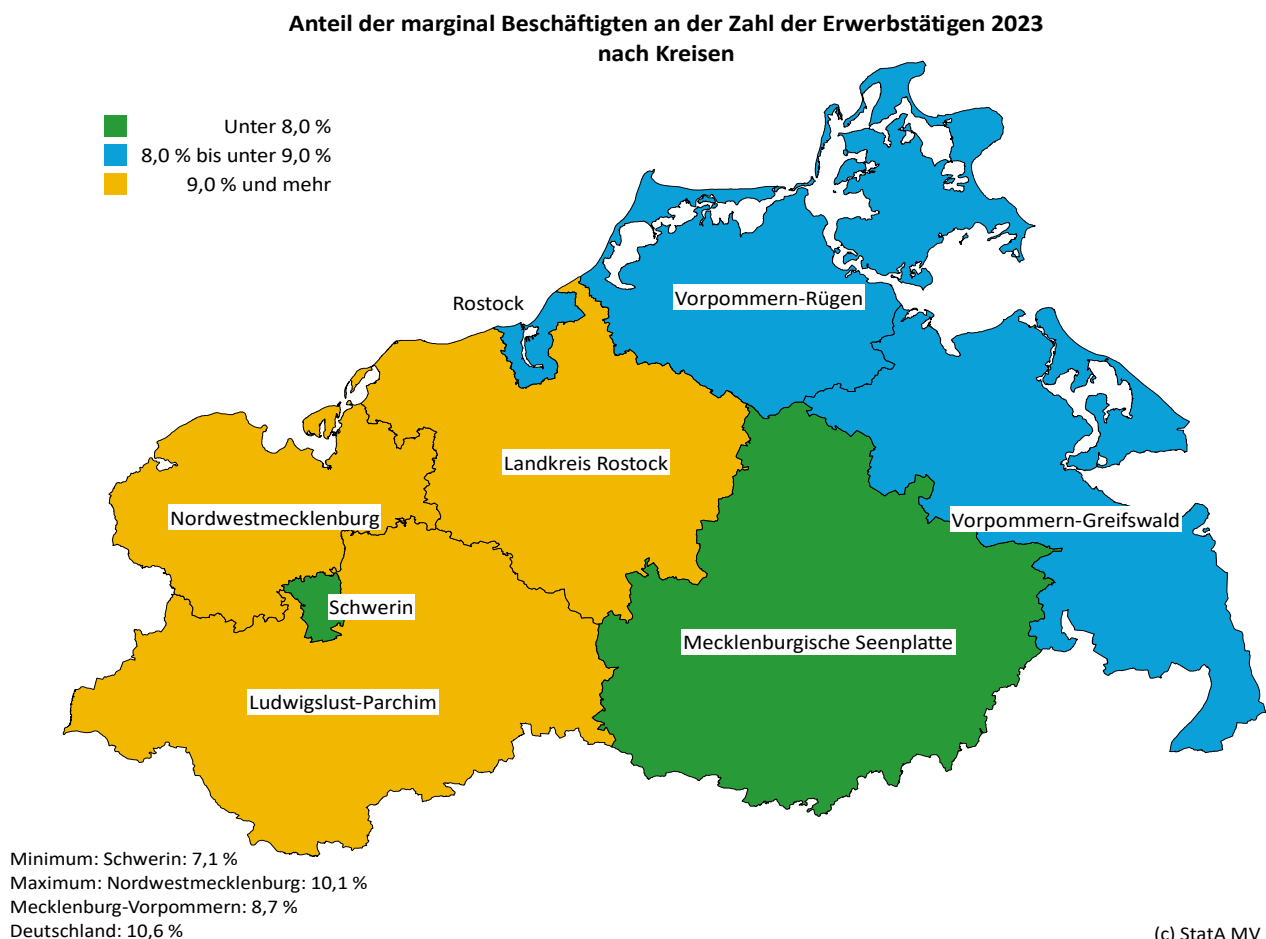 Anteil der marginal Beschäftigten an der Zahl der Erwerbstätigen 2023
nach Kreisen
Unter 8,0 %
8,0 % bis unter 9,0 %
9,0 % und mehr
Rostock
Vorpommern-Rügen
Landkreis Rostock
Nordwestmecklenburg
Vorpommern-Greifswald
Schwerin
Mecklenburgische Seenplatte
Ludwigslust-Parchim
Minimum: Schwerin: 7,1 %
Maximum: Nordwestmecklenburg: 10,1 %
Mecklenburg-Vorpommern: 8,7 %
Deutschland: 10,6 %
(c) StatA MV